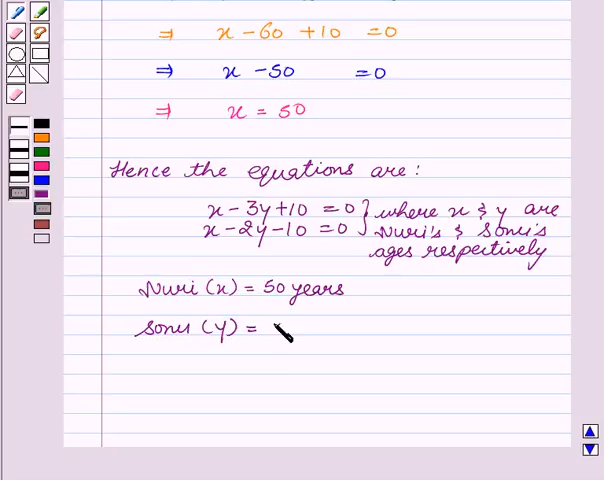 ⇒ x - 60 + 10 = 0
⇒ x - 50 = 0
⇒ x = 50
Hence the equations are:
x - 3y + 10 = 0 } where x & y are
x - 2y - 10 = 0 } Nuri's & Sonu's
ages respectively
Nuri (x) = 50 years
Sonu (y) =